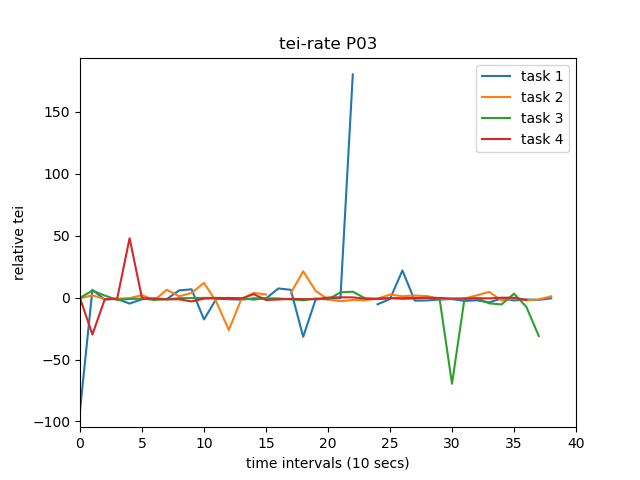 tei-rate P03
task 1
task 2
task 3
task 4
150
100
50
0
−50
−100
relative tei
0 5 10 15 20 25 30 35 40
time intervals (10 secs)